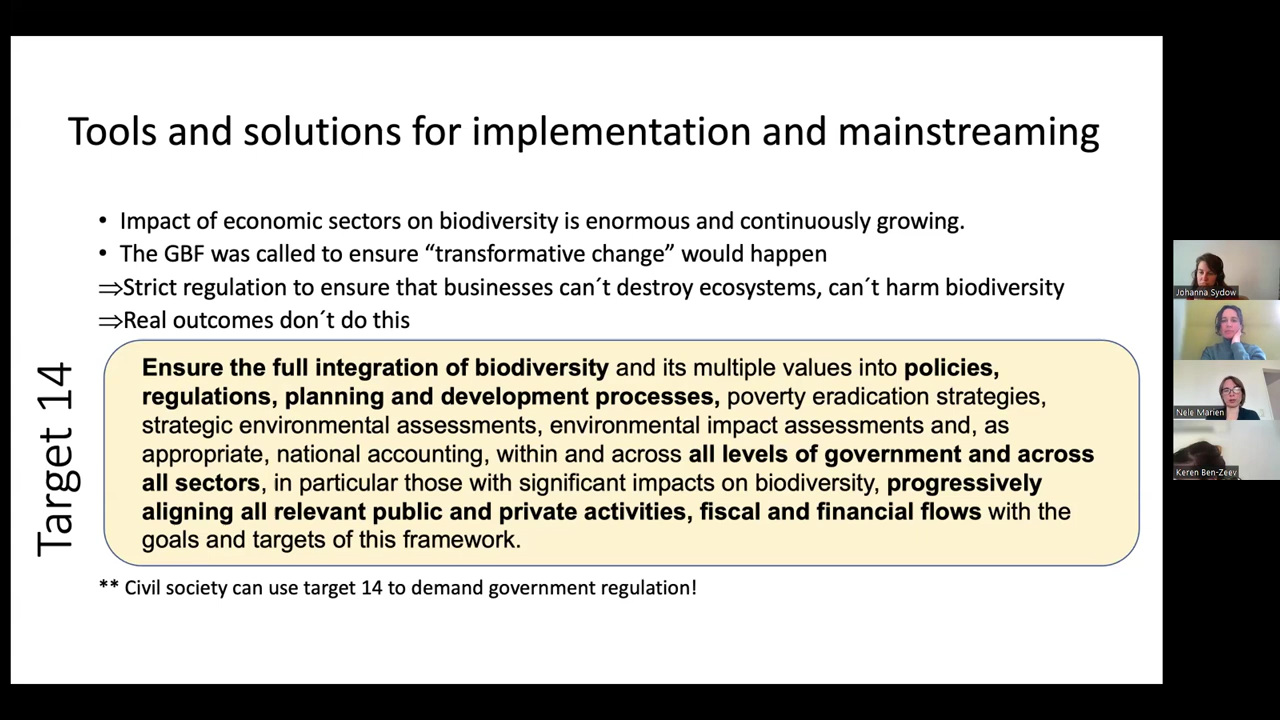 Tools and solutions for implementation and mainstreaming
• Impact of economic sectors on biodiversity is enormous and continuously growing.
• The GBF was called to ensure “transformative change” would happen
⇒Strict regulation to ensure that businesses can´t destroy ecosystems, can´t harm biodiversity
⇒Real outcomes don´t do this
Target 14
Ensure the full integration of biodiversity and its multiple values into policies,
regulations, planning and development processes, poverty eradication strategies,
strategic environmental assessments, environmental impact assessments and, as
appropriate, national accounting, within and across all levels of government and across
all sectors, in particular those with significant impacts on biodiversity, progressively
aligning all relevant public and private activities, fiscal and financial flows with the
goals and targets of this framework.
** Civil society can use target 14 to demand government regulation!
Johanna Sydow
Nele Marien
Keren Ben-Zeev